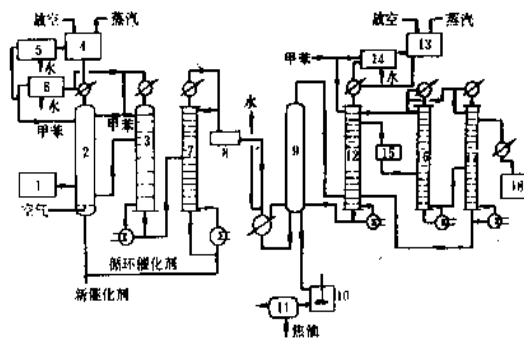 放空
蒸汽
5
4
水
6
水
甲苯
甲苯
2
3
7
8
1
空气
循环催化剂
新催化剂
水
9
10
11
焦油
放空
蒸汽
13
甲苯
14
水
12
15
16
17
18